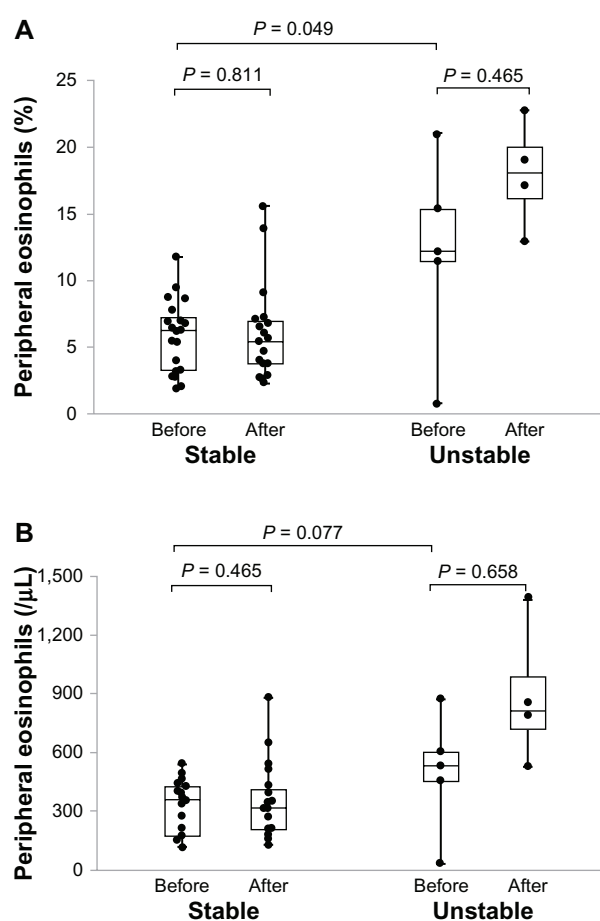 A
P = 0.049
P = 0.811
P = 0.465
Peripheral eosinophils (%)
25
20
15
10
5
0
Before
After
Before
After
Stable
Unstable
B
P = 0.077
P = 0.465
P = 0.658
Peripheral eosinophils (/µL)
1,500
1,200
900
600
300
0
Before
After
Before
After
Stable
Unstable